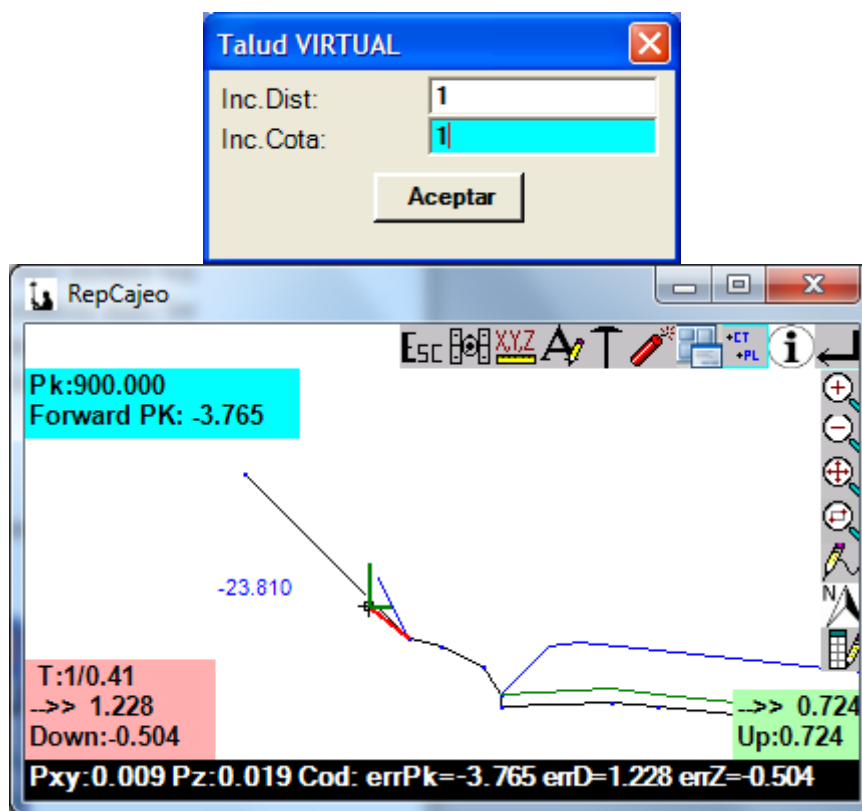 Talud VIRTUAL
Inc.Dist: 1
Inc.Cota: 1
Aceptar
RepCajeo
ESC X,Y,Z A T +CT +PL i
Pk:900.000
Forward PK: -3.765
-23.810
N
T:1/0.41
-->> 1.228
Down:-0.504
-->> 0.724
Up:0.724
Pxy:0.009 Pz:0.019 Cod: errPk=-3.765 errD=1.228 errZ=-0.504